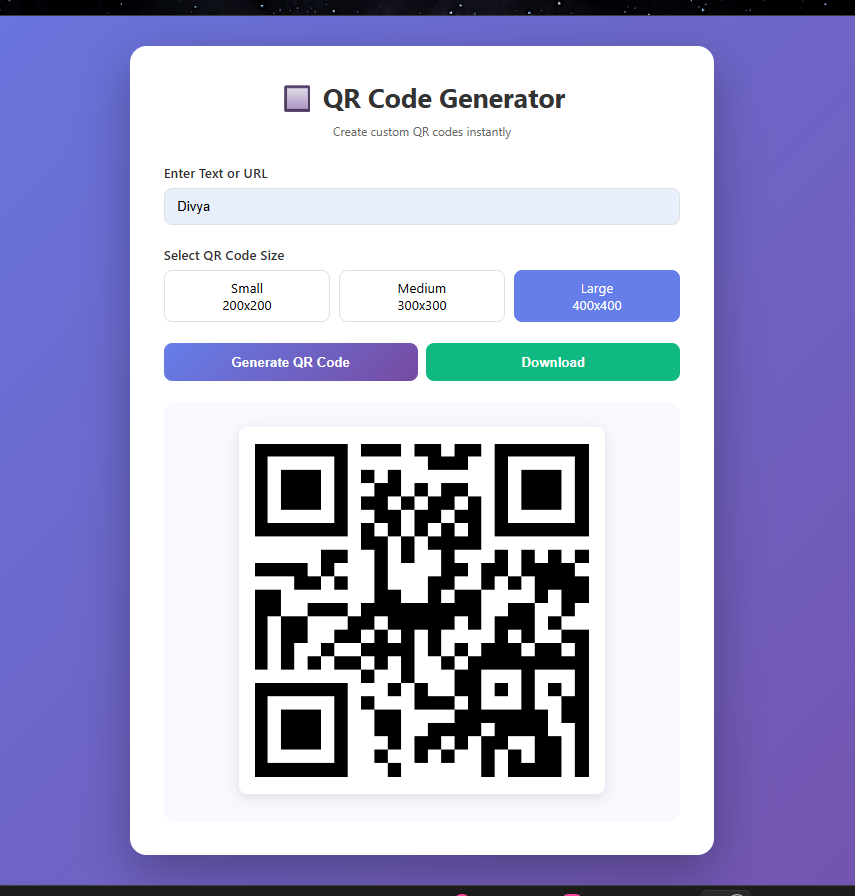 QR Code Generator
Create custom QR codes instantly
Enter Text or URL
Divya
Select QR Code Size
Small
200x200
Medium
300x300
Large
400x400
Generate QR Code
Download